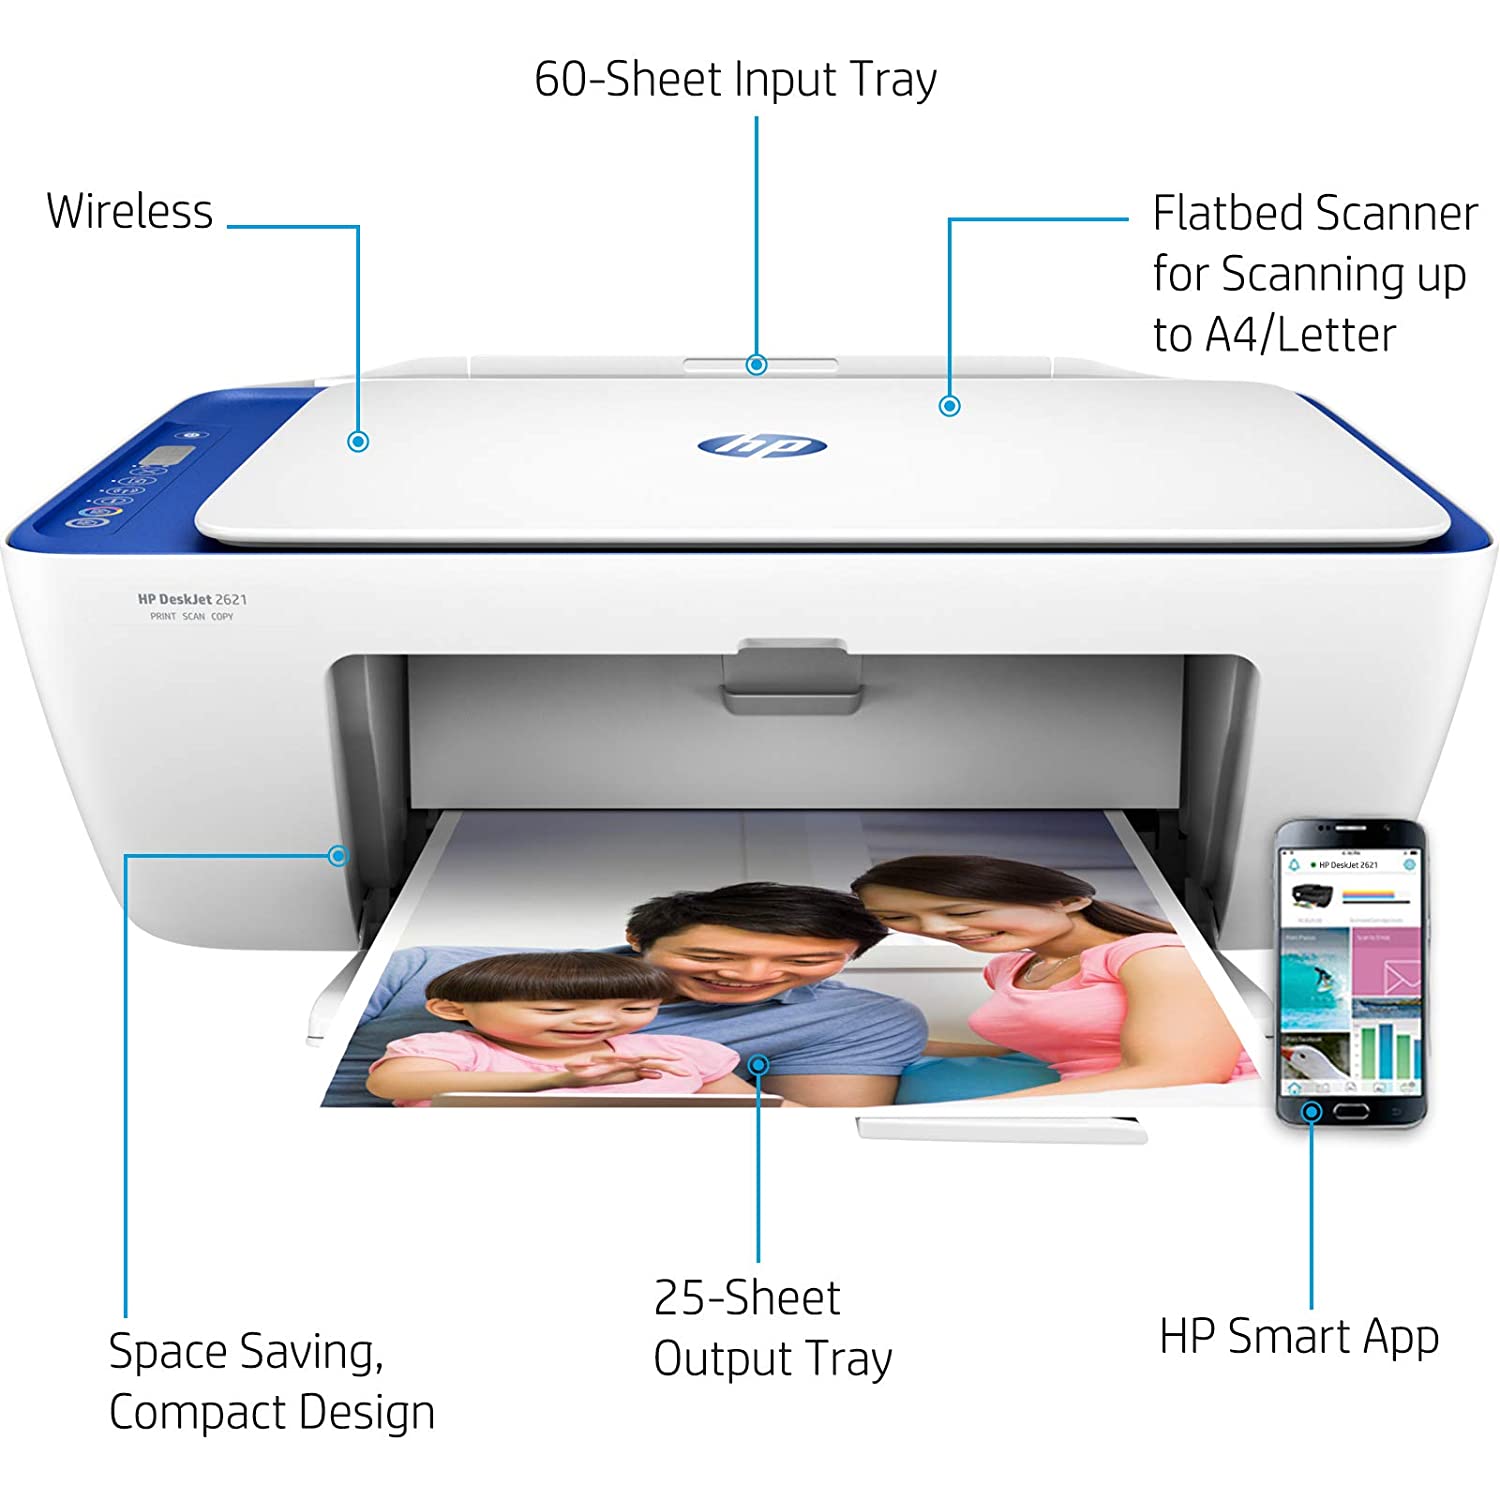 60-Sheet Input Tray
Wireless
Flatbed Scanner
for Scanning up
to A4/Letter
hp
HP DeskJet 2621
PRINT SCAN COPY
HP DeskJet 2621
Space Saving,
Compact Design
25-Sheet
Output Tray
HP Smart App